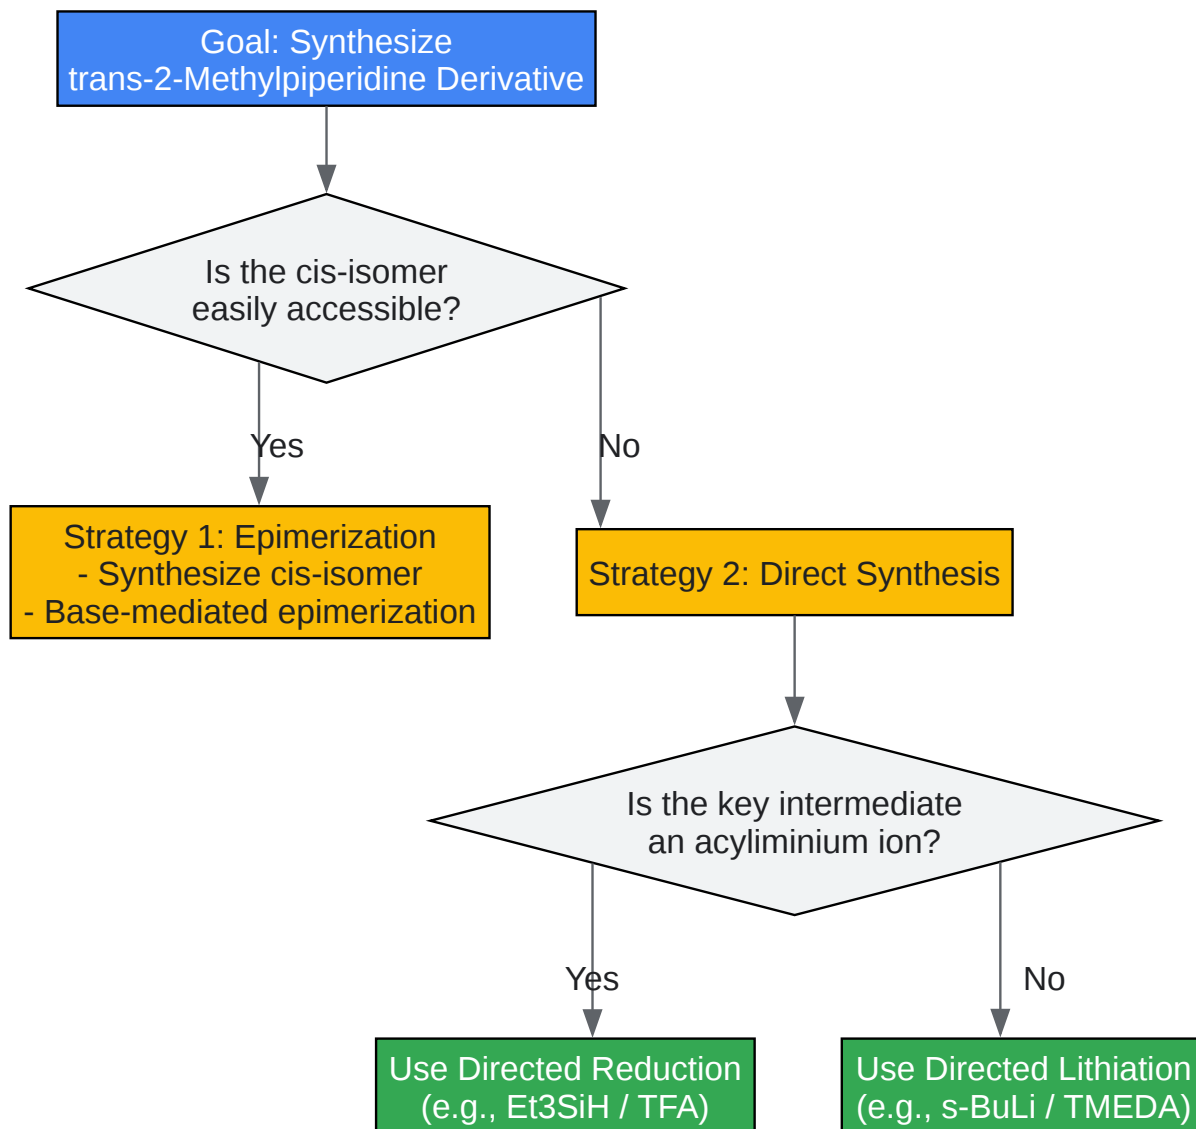 Goal: Synthesize
trans-2-Methylpiperidine Derivative
Is the cis-isomer
easily accessible?
Yes
No
Strategy 1: Epimerization
- Synthesize cis-isomer
- Base-mediated epimerization
Strategy 2: Direct Synthesis
Is the key intermediate
an acyliminium ion?
Yes
No
Use Directed Reduction
(e.g., Et3SiH / TFA)
Use Directed Lithiation
(e.g., s-BuLi / TMEDA)